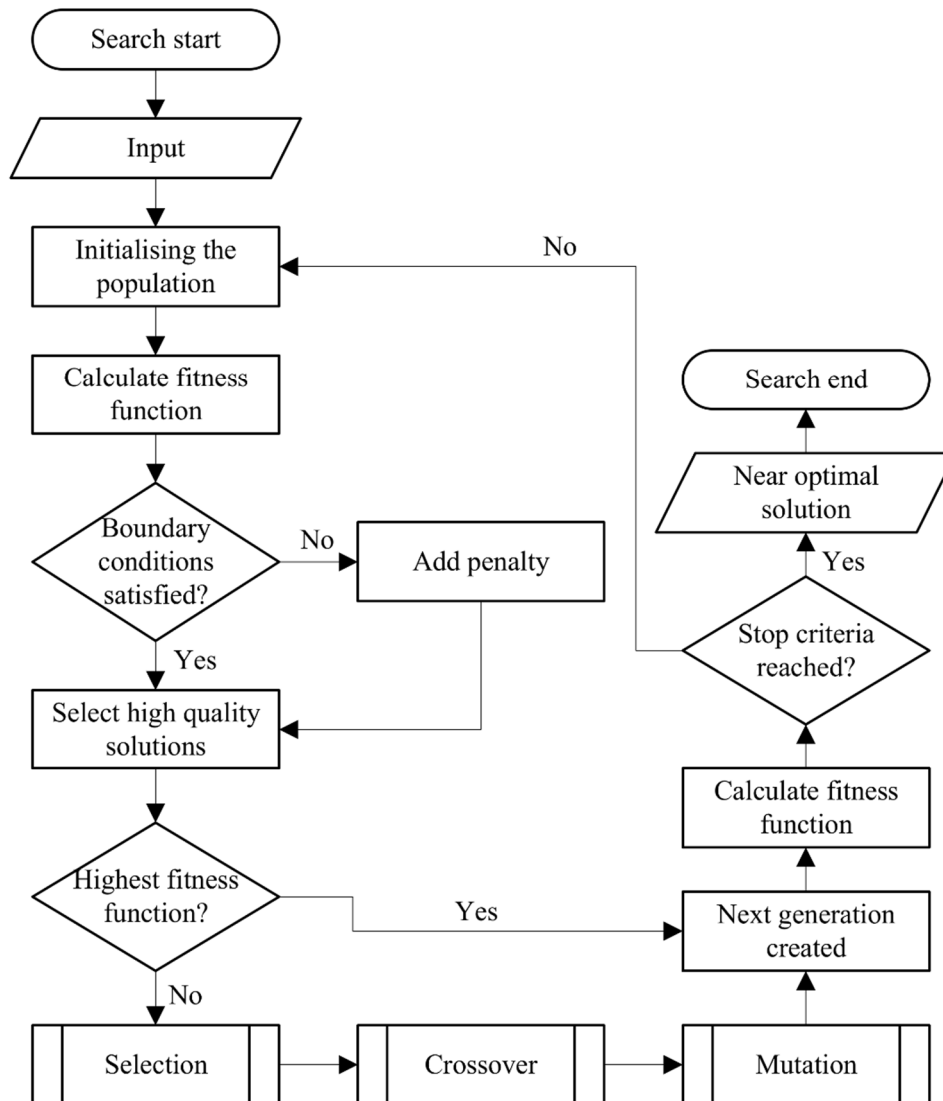 Search start
Input
Initialising the
population
No
Calculate fitness
function
Search end
Near optimal
solution
Boundary
conditions
satisfied?
No
Add penalty
Yes
Stop criteria
reached?
Yes
Select high quality
solutions
Calculate fitness
function
Highest fitness
function?
Yes
Next generation
created
No
Selection
Crossover
Mutation